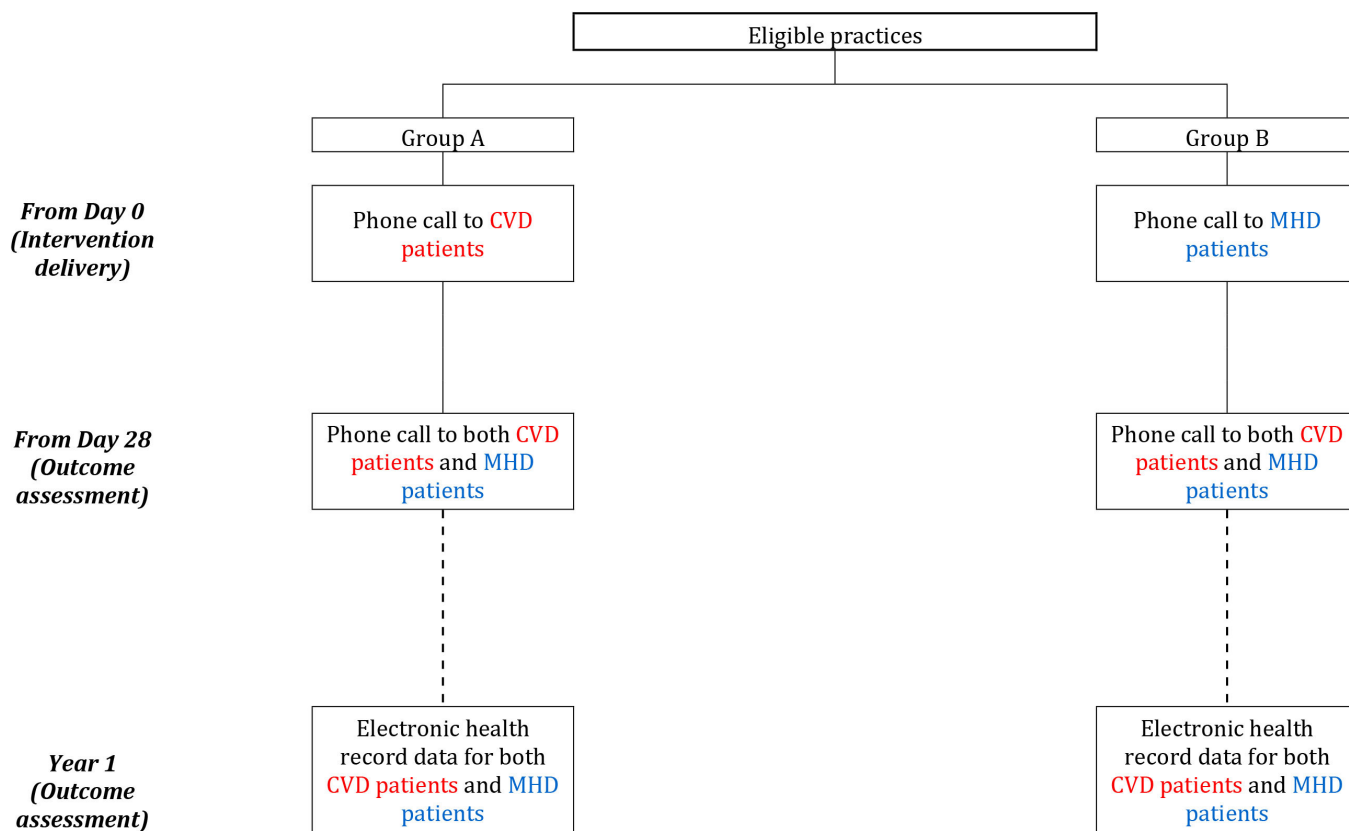 Eligible practices
Group A
Group B
From Day 0
(Intervention
delivery)
Phone call to CVD
patients
Phone call to MHD
patients
From Day 28
(Outcome
assessment)
Phone call to both CVD
patients and MHD
patients
Phone call to both CVD
patients and MHD
patients
Year 1
(Outcome
assessment)
Electronic health
record data for both
CVD patients and MHD
patients
Electronic health
record data for both
CVD patients and MHD
patients